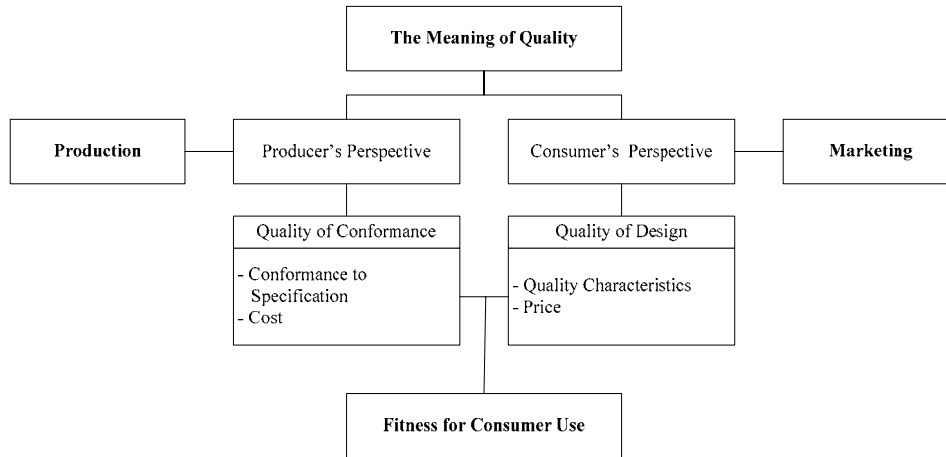 The Meaning of Quality
Production
Producer's Perspective
Consumer's Perspective
Marketing
Quality of Conformance
- Conformance to
Specification
- Cost
Quality of Design
- Quality Characteristics
- Price
Fitness for Consumer Use